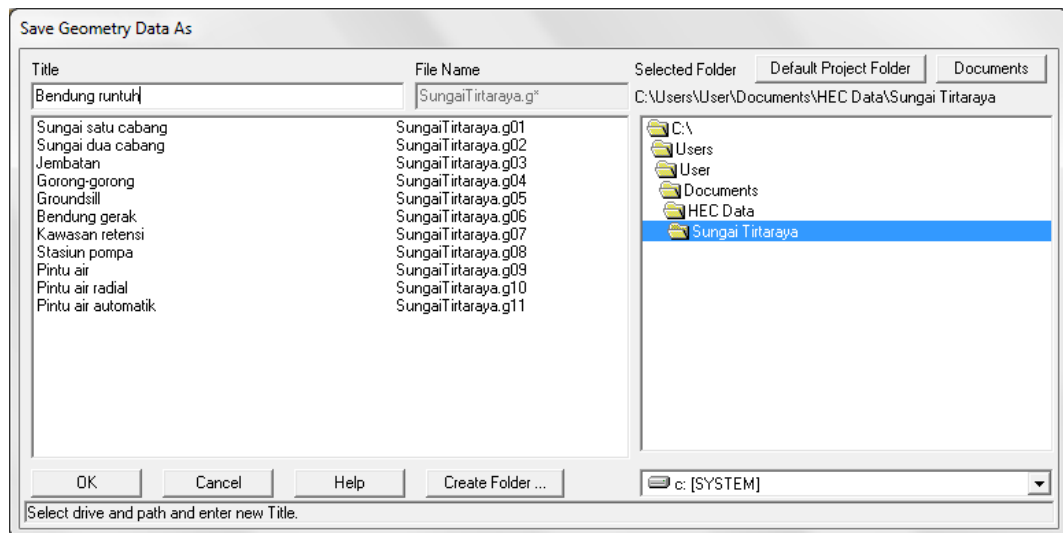 Save Geometry Data As
Title File Name Selected Folder Default Project Folder Documents
Bendung runtuh SungaiTirtaraya.g* C:\Users\User\Documents\HEC Data\Sungai Tirtaraya
Sungai satu cabang SungaiTirtaraya.g01
Sungai dua cabang SungaiTirtaraya.g02
Jembatan SungaiTirtaraya.g03
Gorong-gorong SungaiTirtaraya.g04
Groundsill SungaiTirtaraya.g05
Bendung gerak SungaiTirtaraya.g06
Kawasan retensi SungaiTirtaraya.g07
Stasiun pompa SungaiTirtaraya.g08
Pintu air SungaiTirtaraya.g09
Pintu air radial SungaiTirtaraya.g10
Pintu air automatik SungaiTirtaraya.g11
C:\
Users
User
Documents
HEC Data
Sungai Tirtaraya
OK Cancel Help Create Folder ... c: [SYSTEM]
Select drive and path and enter new Title.